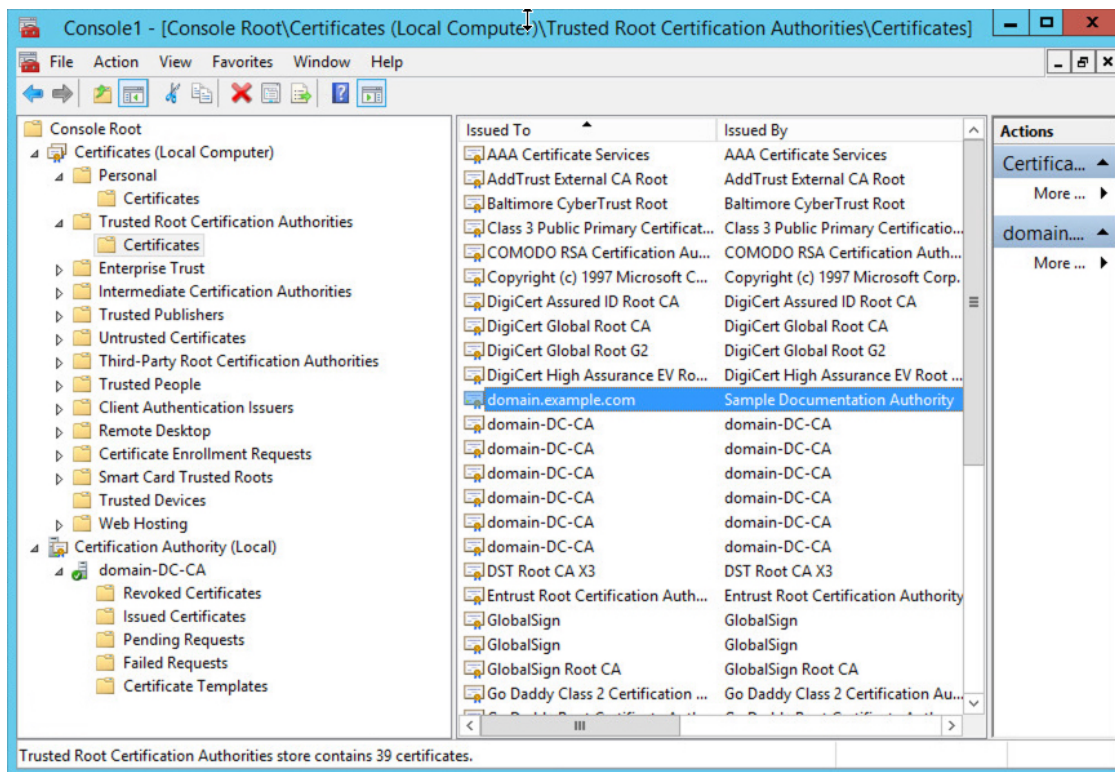 Console1 - [Console Root\Certificates (Local Computer)\Trusted Root Certification Authorities\Certificates]
File Action View Favorites Window Help
Console Root
Certificates (Local Computer)
Personal
Certificates
Trusted Root Certification Authorities
Certificates
Enterprise Trust
Intermediate Certification Authorities
Trusted Publishers
Untrusted Certificates
Third-Party Root Certification Authorities
Trusted People
Client Authentication Issuers
Remote Desktop
Certificate Enrollment Requests
Smart Card Trusted Roots
Trusted Devices
Web Hosting
Certification Authority (Local)
domain-DC-CA
Revoked Certificates
Issued Certificates
Pending Requests
Failed Requests
Certificate Templates
Issued To Issued By
AAA Certificate Services AAA Certificate Services
AddTrust External CA Root AddTrust External CA Root
Baltimore CyberTrust Root Baltimore CyberTrust Root
Class 3 Public Primary Certificat... Class 3 Public Primary Certificatio...
COMODO RSA Certification Au... COMODO RSA Certification Auth...
Copyright (c) 1997 Microsoft C... Copyright (c) 1997 Microsoft Corp.
DigiCert Assured ID Root CA DigiCert Assured ID Root CA
DigiCert Global Root CA DigiCert Global Root CA
DigiCert Global Root G2 DigiCert Global Root G2
DigiCert High Assurance EV Ro... DigiCert High Assurance EV Root ...
domain.example.com Sample Documentation Authority
domain-DC-CA domain-DC-CA
domain-DC-CA domain-DC-CA
domain-DC-CA domain-DC-CA
domain-DC-CA domain-DC-CA
domain-DC-CA domain-DC-CA
domain-DC-CA domain-DC-CA
DST Root CA X3 DST Root CA X3
Entrust Root Certification Auth... Entrust Root Certification Authority
GlobalSign GlobalSign
GlobalSign GlobalSign
GlobalSign Root CA GlobalSign Root CA
Go Daddy Class 2 Certification ... Go Daddy Class 2 Certification Au...
Actions
Certifica...
More ...
domain....
More ...
Trusted Root Certification Authorities store contains 39 certificates.